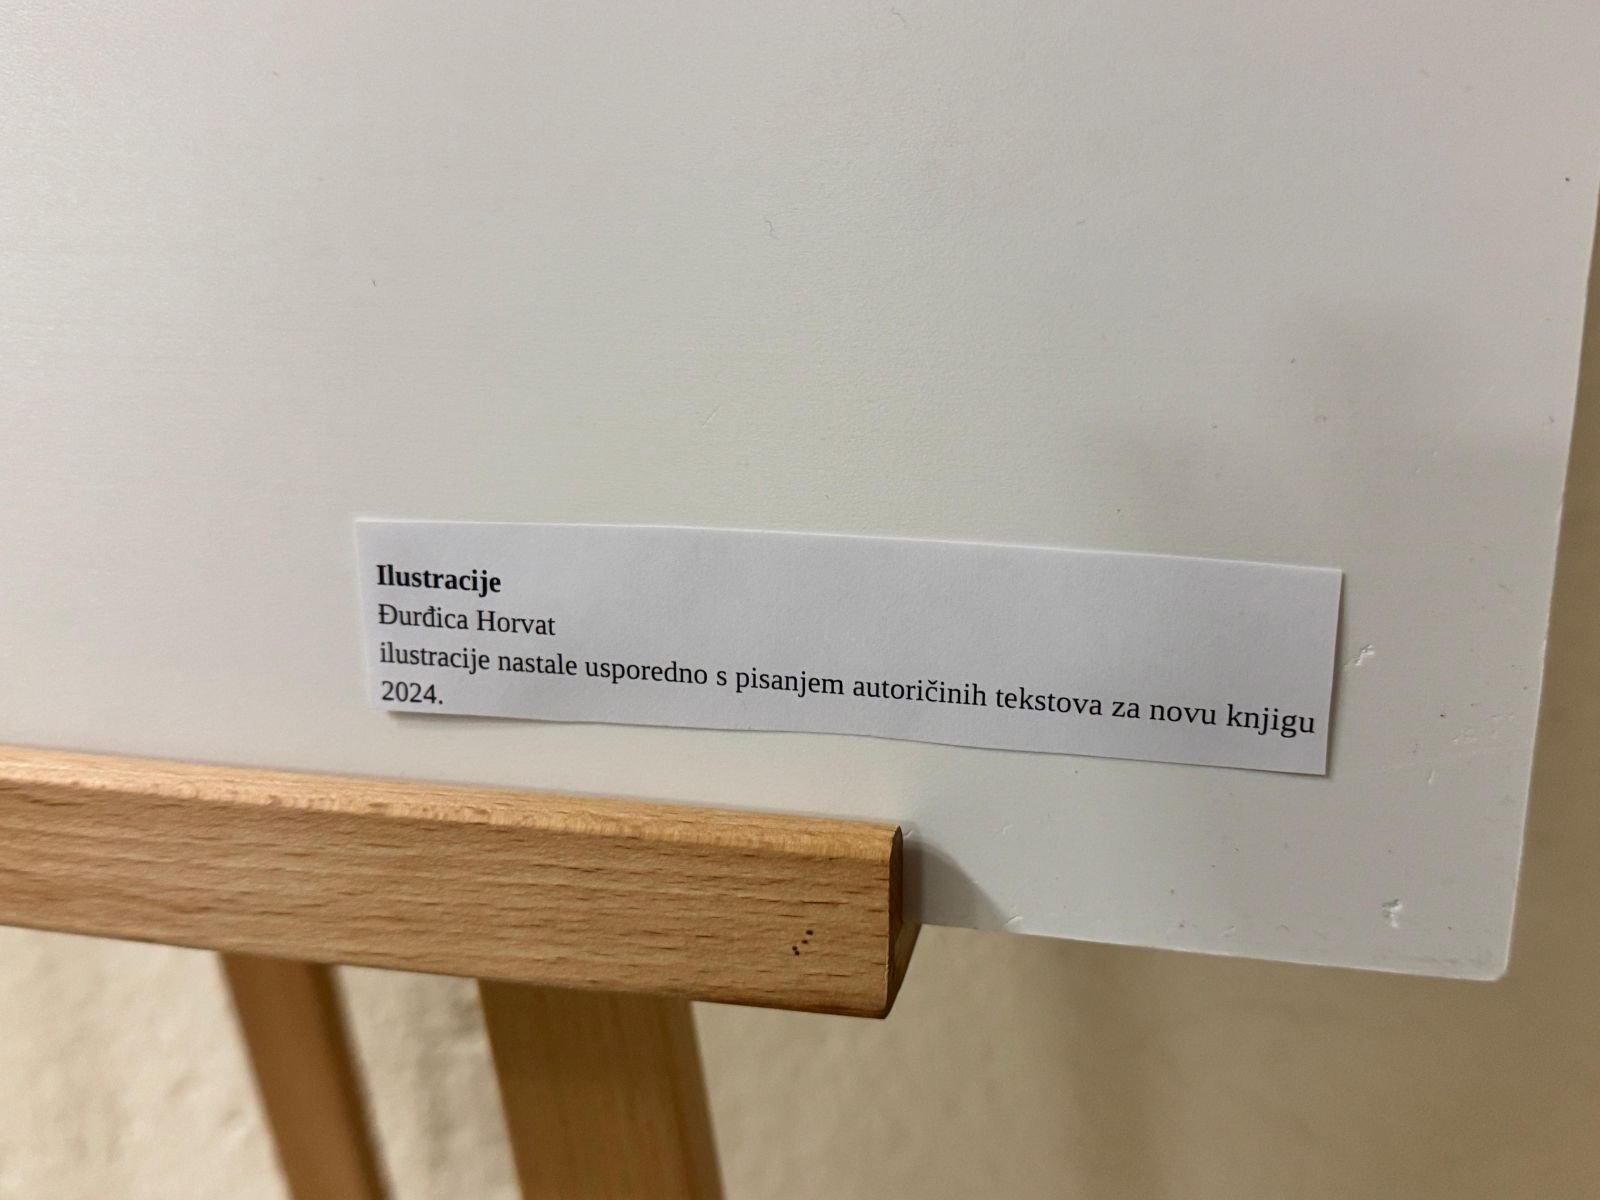 Ilustracije
Đurđica Horvat
ilustracije nastale usporedno s pisanjem autoričinih tekstova za novu knjigu
2024.